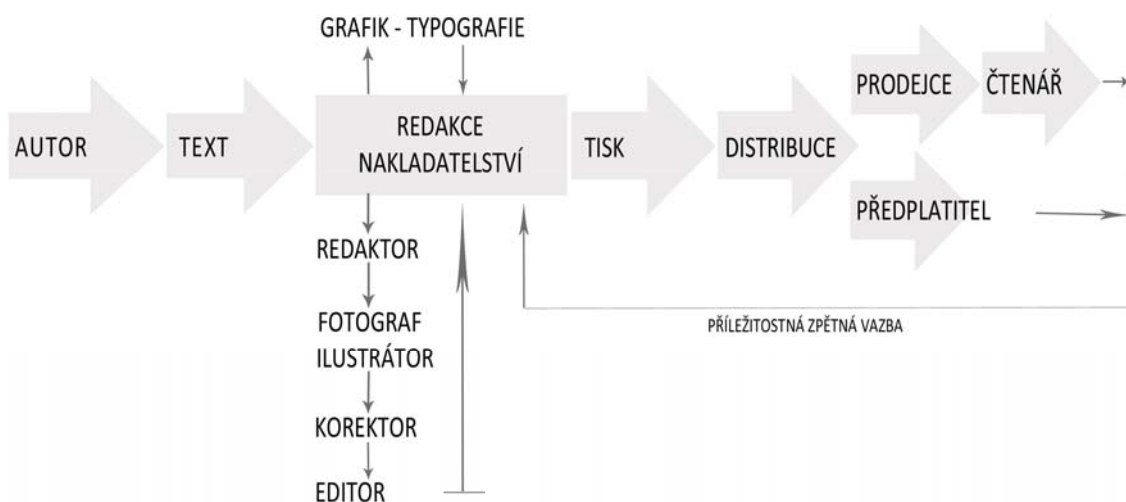 GRAFIK - TYPOGRAFIE
AUTOR
TEXT
REDAKCE
NAKLADATELSTVÍ
TISK
DISTRIBUCE
PRODEJCE
ČTENÁŘ
PŘEDPLATITEL
REDAKTOR
FOTOGRAF
ILUSTRÁTOR
KOREKTOR
EDITOR
PŘÍLEŽITOSTNÁ ZPĚTNÁ VAZBA